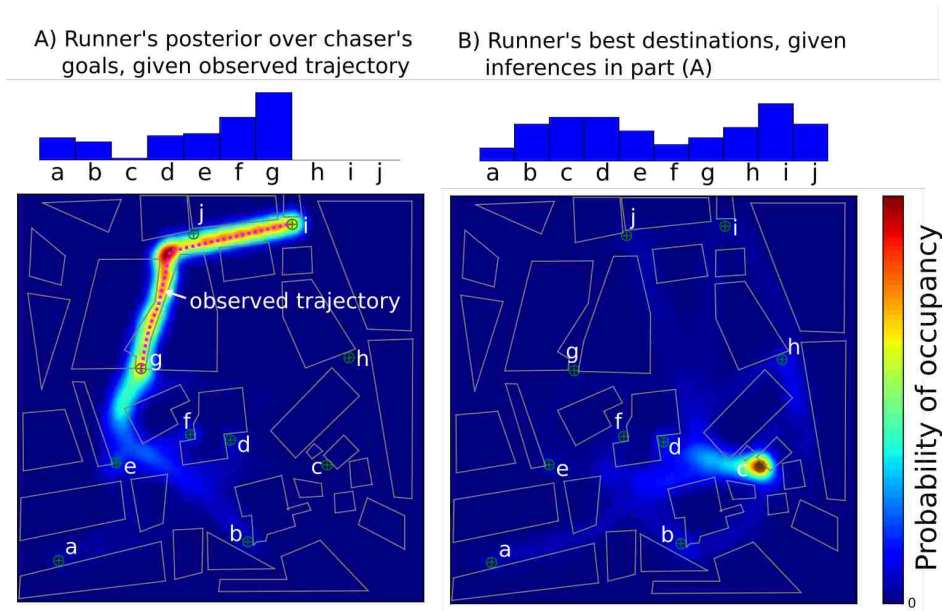 A) Runner's posterior over chaser's
goals, given observed trajectory
B) Runner's best destinations, given
inferences in part (A)
a b c d e f g h i j
a b c d e f g h i j
j
i
observed trajectory
g
h
f
d
e
c
b
a
j
i
g
h
f
d
e
c
b
a
Probability of occupancy
0